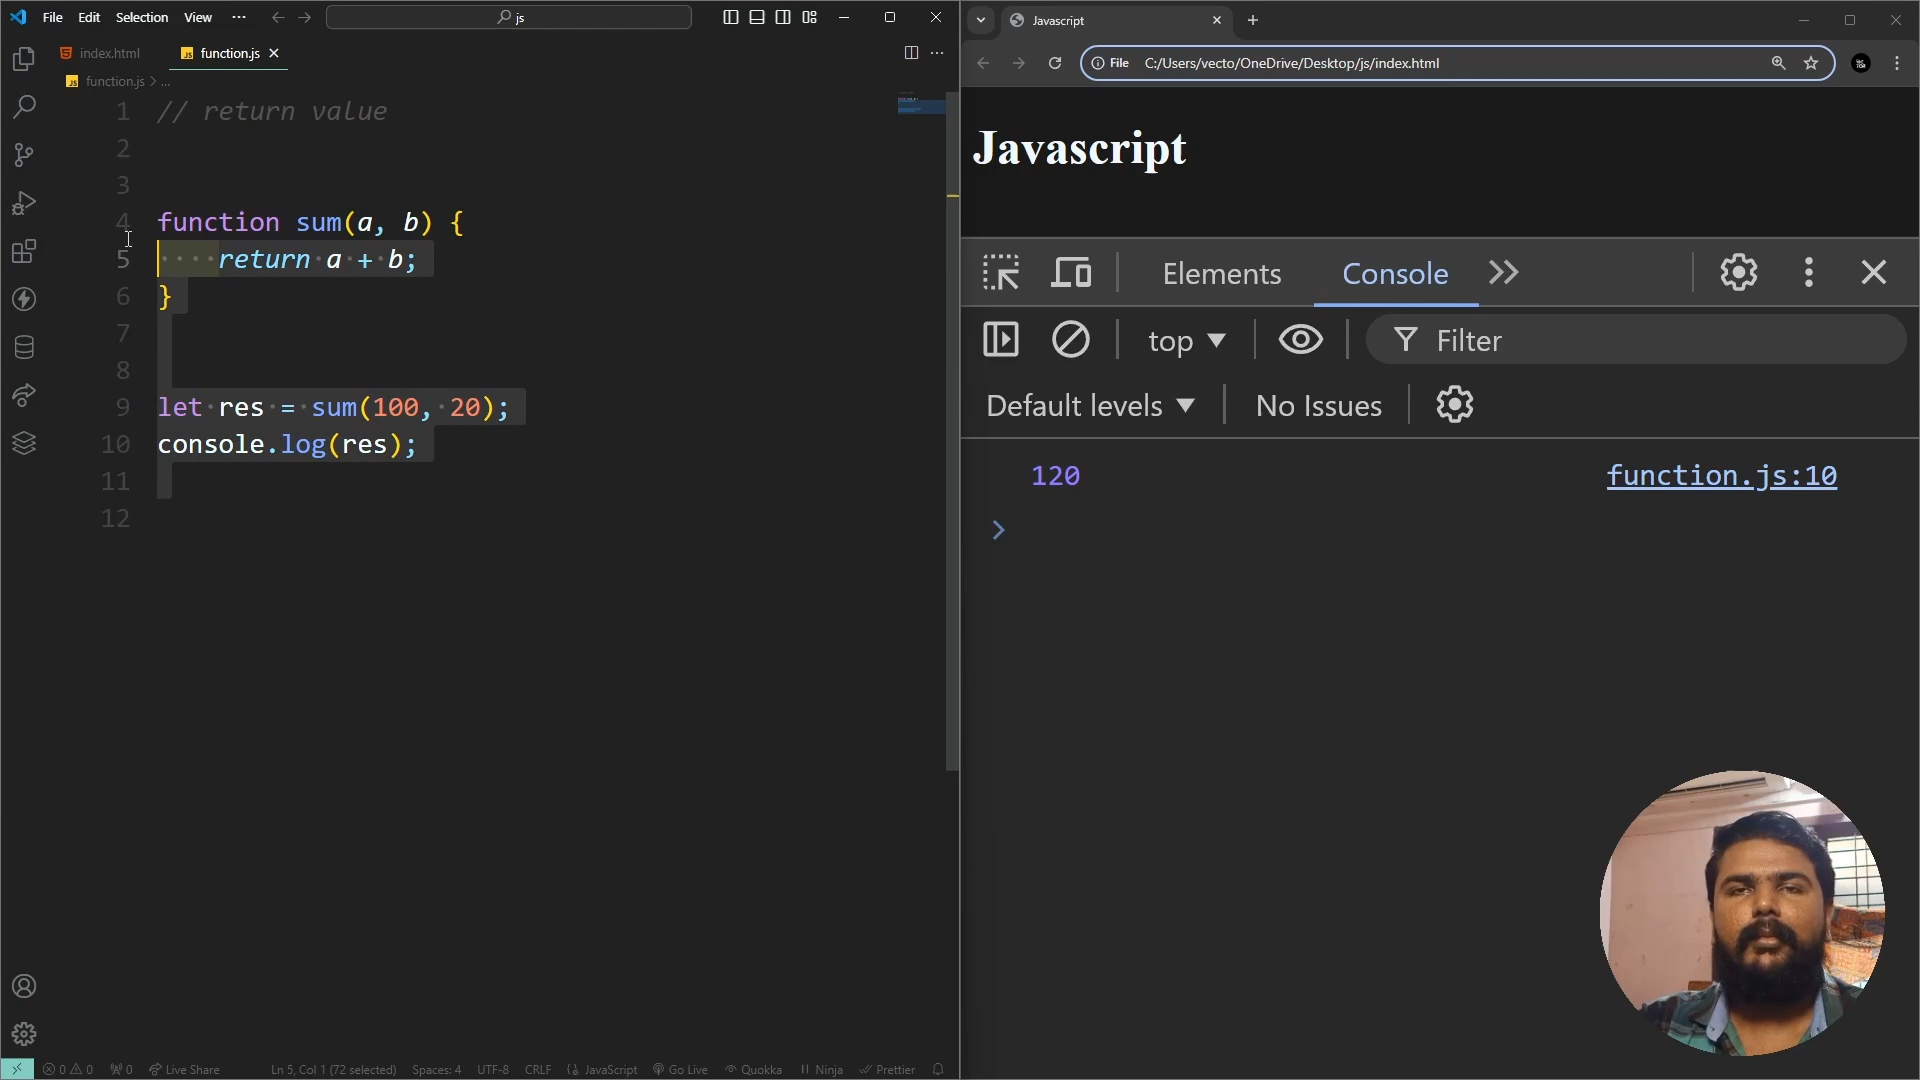 File Edit Selection View ··· js
index.html
function.js
function.js > ...
1 // return value
2
3
4 function sum(a, b) {
5 ····return·a·+·b;
6 }
7
8
9 let·res·=·sum(100,·20);
10 console.log(res);
11
12
0 0 0 Live Share Ln 5, Col 1 (72 selected) Spaces: 4 UTF-8 CRLF {} JavaScript Go Live Quokka Ninja Prettier
Javascript
File C:/Users/vecto/OneDrive/Desktop/js/index.html
Javascript
Elements Console
top Filter
Default levels No Issues
120 function.js:10